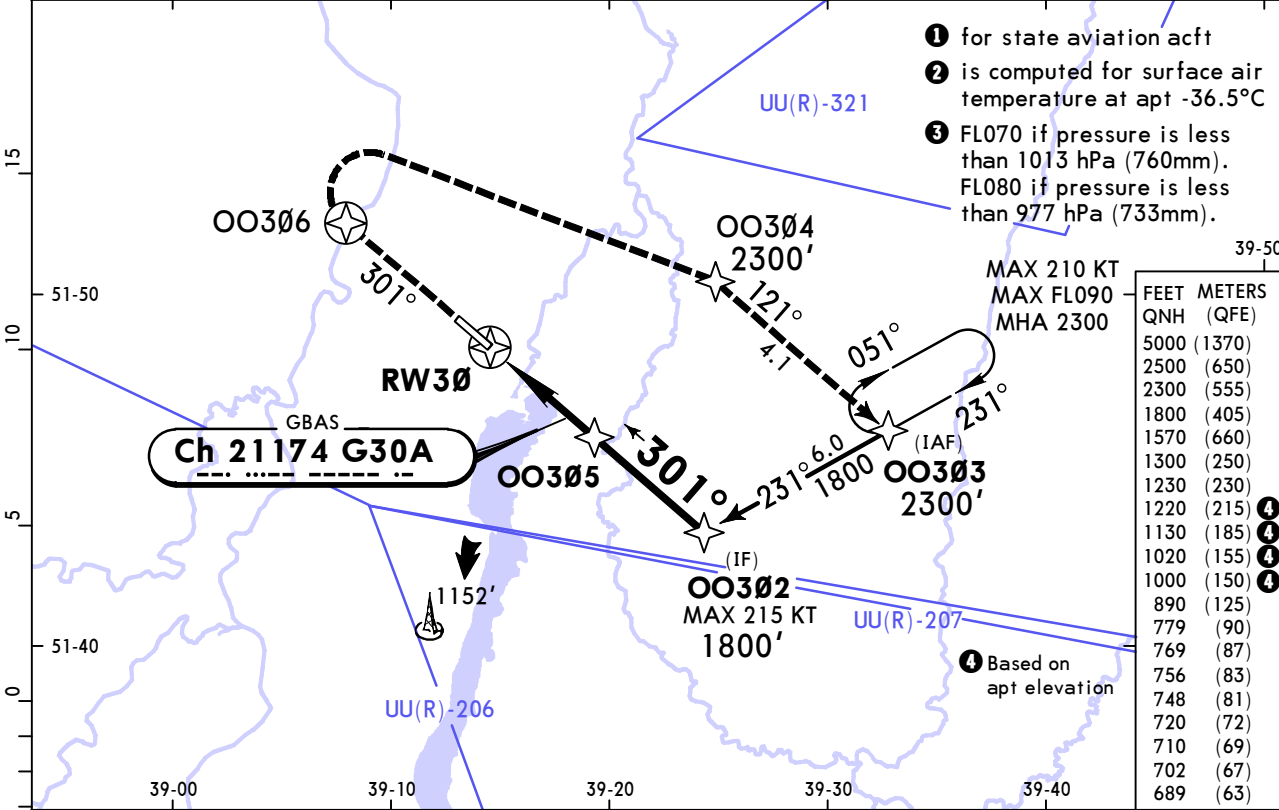 ❶ for state aviation acft
❷ is computed for surface air
temperature at apt -36.5°C
❸ FL070 if pressure is less
than 1013 hPa (760mm).
FL080 if pressure is less
than 977 hPa (733mm).
UU(R)-321
15
OO3Ø6
OO3Ø4
2300'
39-50
MAX 210 KT
MAX FL090
MHA 2300
51-50
301°
121°
4.1
051°
10
RW3Ø
231°
GBAS
Ch 21174 G30A
OO3Ø5
301°
231° 6.0
1800
(IAF)
OO3Ø3
2300'
5
(IF)
OO3Ø2
MAX 215 KT
1800'
1152'
UU(R)-207
51-40
❹ Based on
apt elevation
0
UU(R)-206
39-00 39-10 39-20 39-30 39-40
FEET METERS
QNH (QFE)
5000 (1370)
2500 (650)
2300 (555)
1800 (405)
1570 (660)
1300 (250)
1230 (230)
1220 (215) ❹
1130 (185) ❹
1020 (155) ❹
1000 (150) ❹
890 (125)
779 (90)
769 (87)
756 (83)
748 (81)
720 (72)
710 (69)
702 (67)
689 (63)